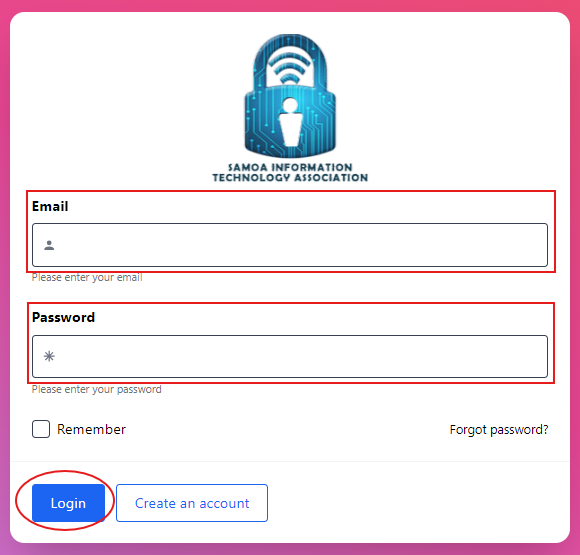 SAMOA INFORMATION
TECHNOLOGY ASSOCIATION
Email
Please enter your email
Password
Please enter your password
Remember
Forgot password?
Login
Create an account